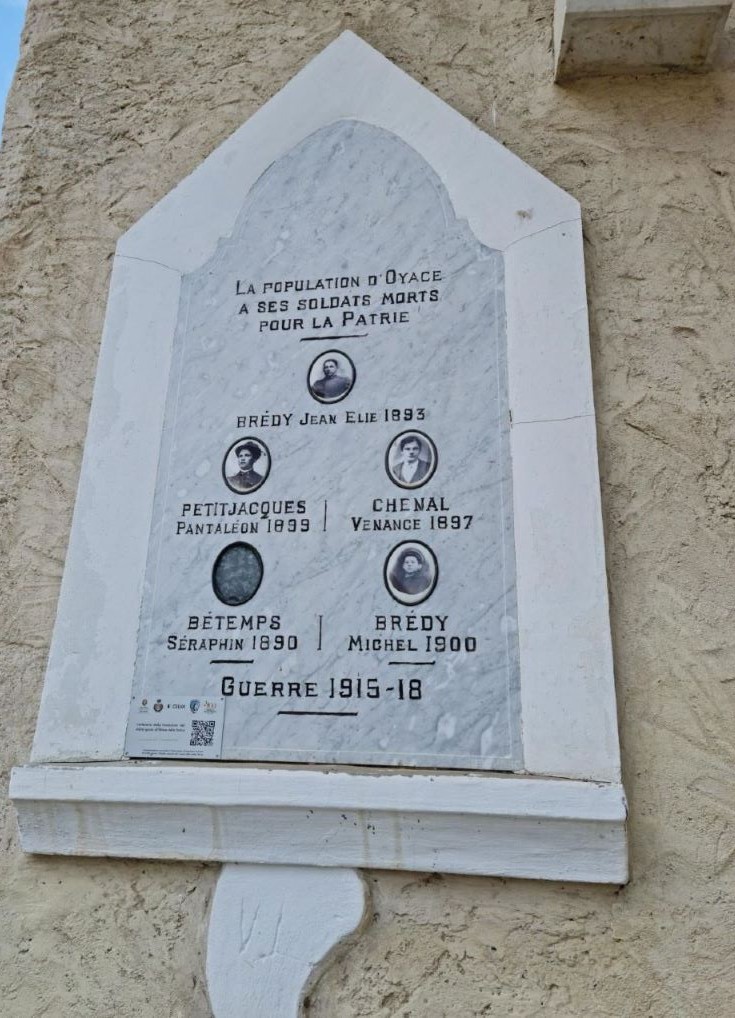 LA POPULATION D'OYACE
A SES SOLDATS MORTS
POUR LA PATRIE
BRÉDY JEAN ELIE 1893
PETITJACQUES
PANTALÉON 1899
CHENAL
VENANCE 1897
BÉTEMPS
SÉRAPHIN 1890
BRÉDY
MICHEL 1900
GUERRE 1915-18
V.I